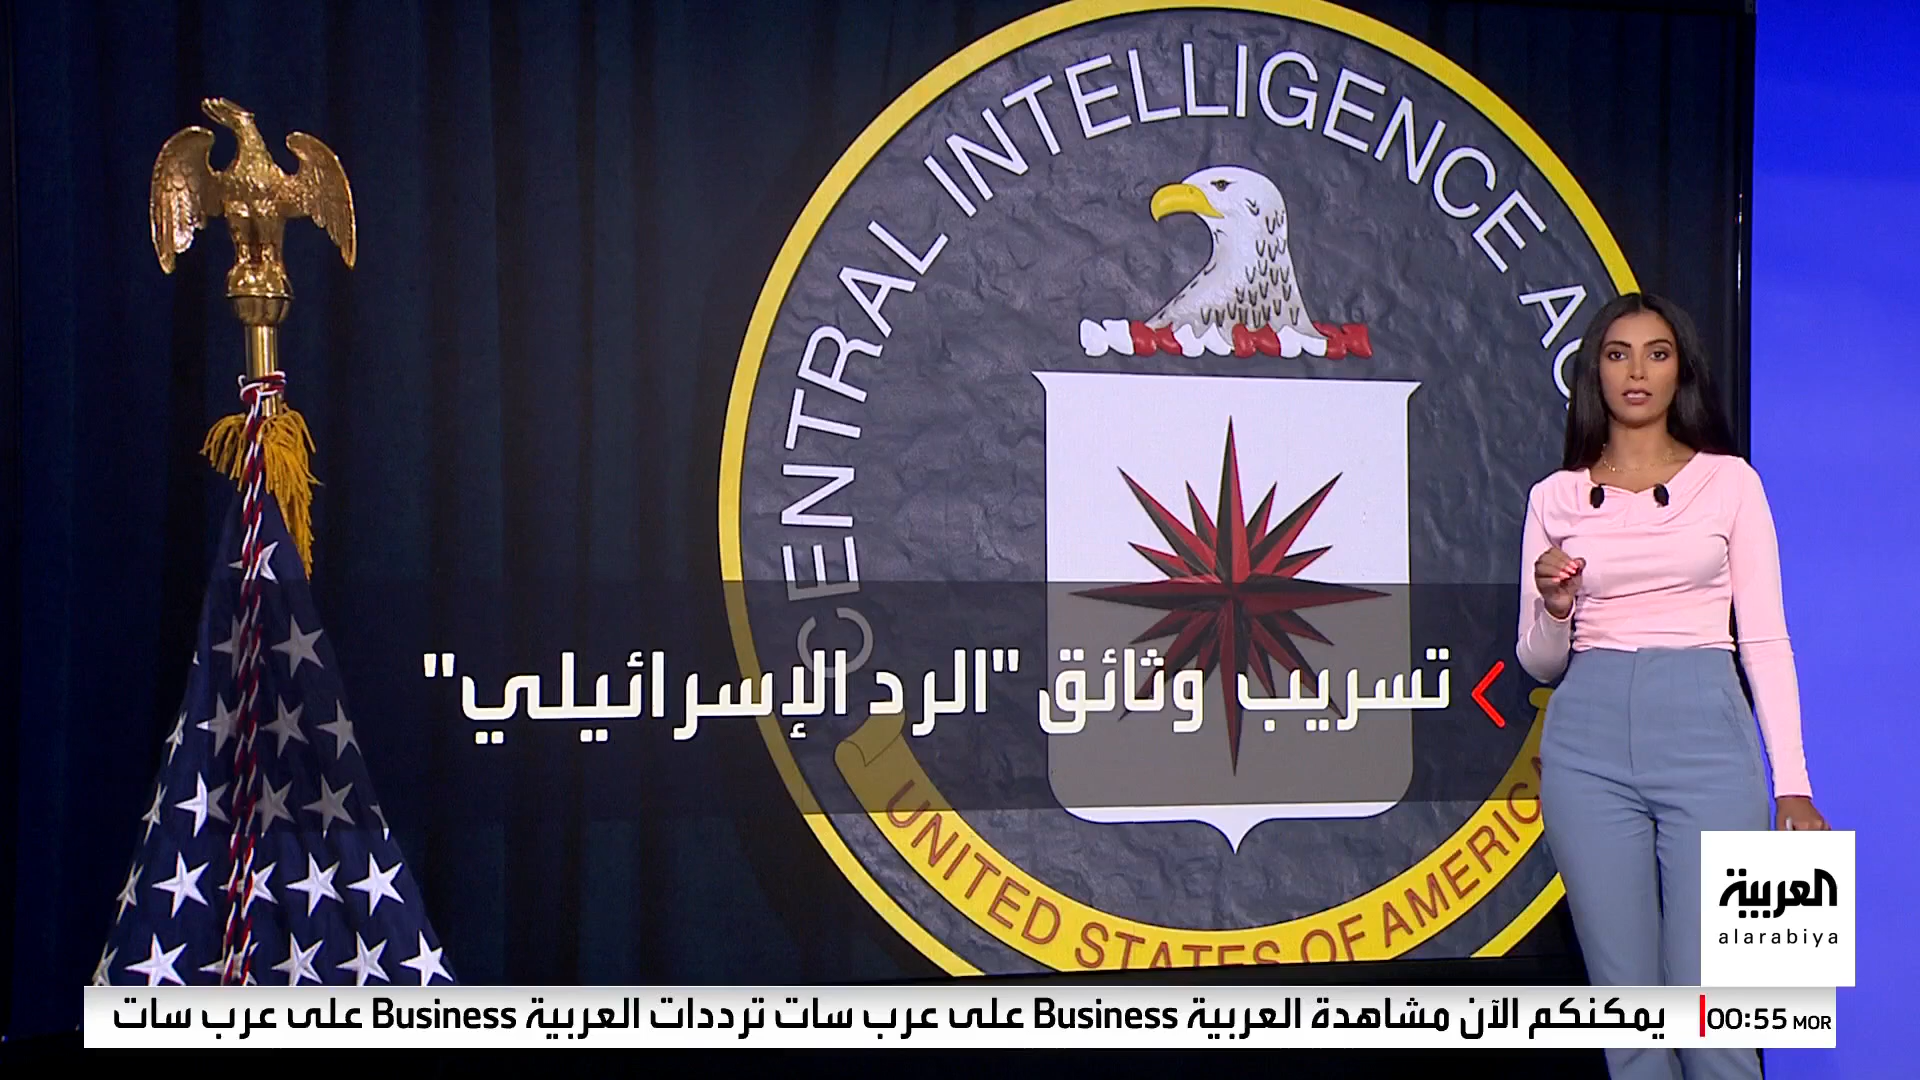 CENTRAL INTELLIGENCE
UNITED STATES OF AMERICA
تسريب وثائق "الرد الإسرائيلي"
العربية
alarabiya
00:55 MOR
يمكنكم الآن مشاهدة العربية Business على عرب سات ترددات العربية Business على عرب سات